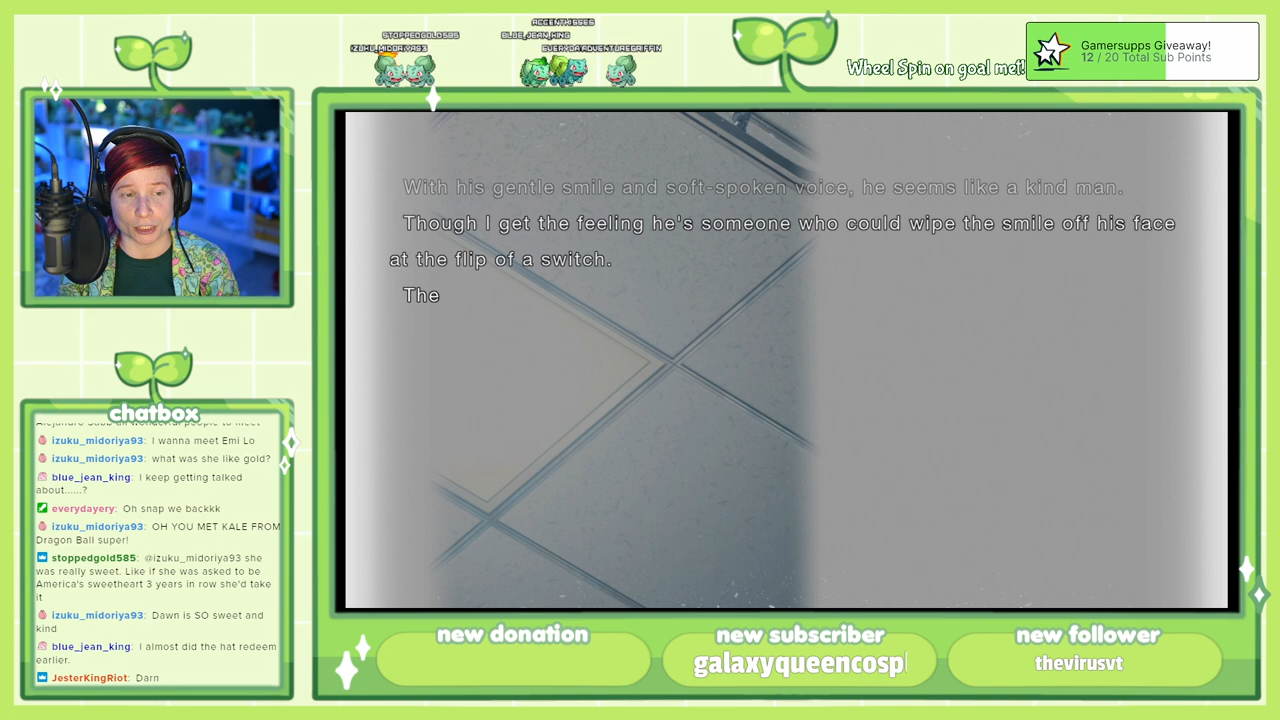 ACCENTKISSES
STOPPEDGOLD585
BLUE_JEAN_KING
IZUKU_MIDORIYA93
Wheel Spin on goal met!
Gamersupps Giveaway!
12 / 20 Total Sub Points
With his gentle smile and soft-spoken voice, he seems like a kind man.
Though I get the feeling he's someone who could wipe the smile off his face
at the flip of a switch.
The
chatbox
izuku_midoriya93: I wanna meet Emi Lo
izuku_midoriya93: what was she like gold?
blue_jean_king: I keep getting talked
about......?
everydayery: Oh snap we backkk
izuku_midoriya93: OH YOU MET KALE FROM
Dragon Ball super!
stoppedgold585: @izuku_midoriya93 she
was really sweet. Like if she was asked to be
America's sweetheart 3 years in row she'd take
it
izuku_midoriya93: Dawn is SO sweet and
kind
blue_jean_king: I almost did the hat redeem
earlier.
JesterKingRiot: Darn
new donation
new subscriber
galaxyqueencosp
new follower
thevirusvt